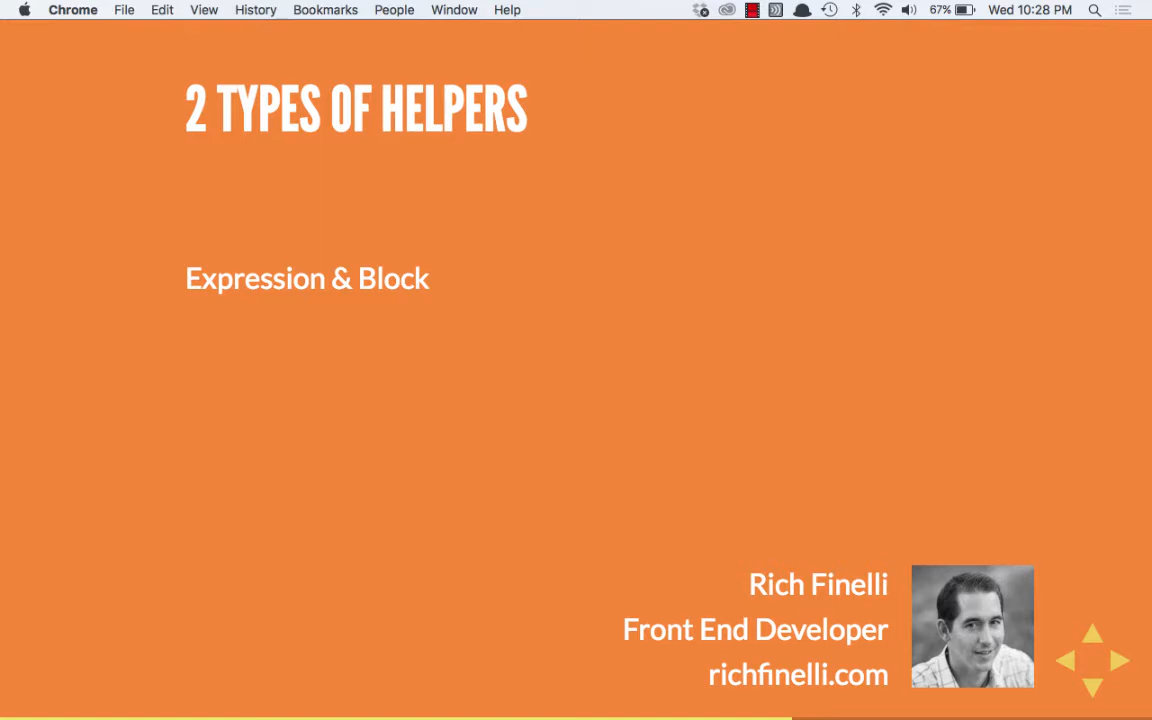 Chrome File Edit View History Bookmarks People Window Help 67% Wed 10:28 PM
2 TYPES OF HELPERS
Expression & Block
Rich Finelli
Front End Developer
richfinelli.com